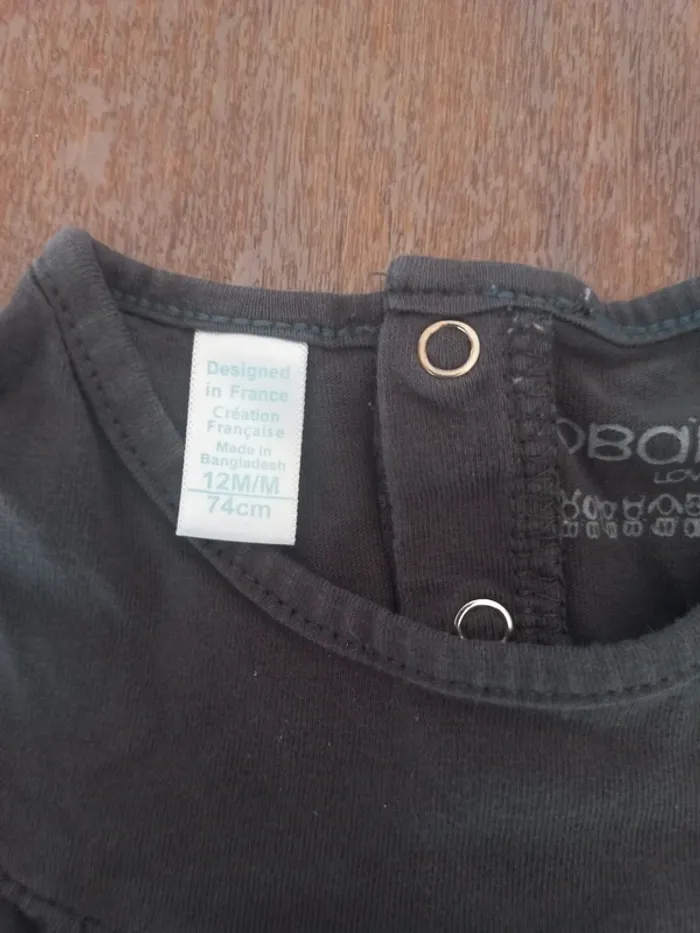 Designed
in France
Création
Française
Made in
Bangladesh
12M/M
74cm